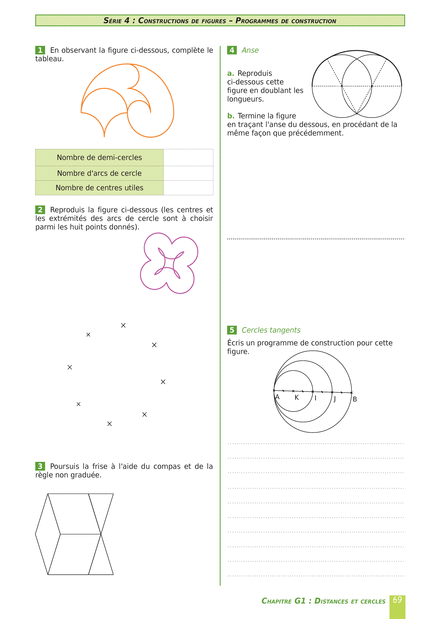 SÉRIE 4 : CONSTRUCTIONS DE FIGURES – PROGRAMMES DE CONSTRUCTION
1 En observant la figure ci-dessous, complète le
tableau.
Nombre de demi-cercles
Nombre d'arcs de cercle
Nombre de centres utiles
2 Reproduis la figure ci-dessous (les centres et
les extrémités des arcs de cercle sont à choisir
parmi les huit points donnés).
3 Poursuis la frise à l'aide du compas et de la
règle non graduée.
4 Anse
a. Reproduis
ci-dessous cette
figure en doublant les
longueurs.
b. Termine la figure
en traçant l'anse du dessous, en procédant de la
même façon que précédemment.
5 Cercles tangents
Écris un programme de construction pour cette
figure.
A K I J B
CHAPITRE G1 : DISTANCES ET CERCLES 69